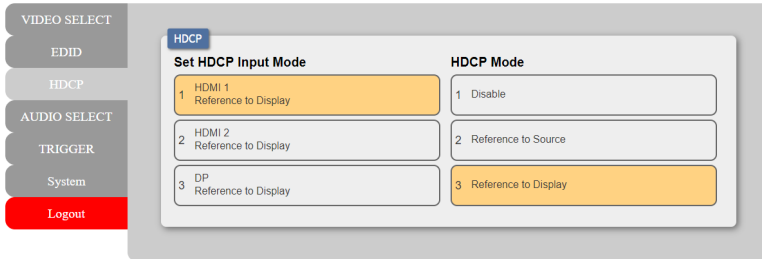 VIDEO SELECT
EDID
HDCP
AUDIO SELECT
TRIGGER
System
Logout
HDCP
Set HDCP Input Mode
1 HDMI 1
Reference to Display
2 HDMI 2
Reference to Display
3 DP
Reference to Display
HDCP Mode
1 Disable
2 Reference to Source
3 Reference to Display